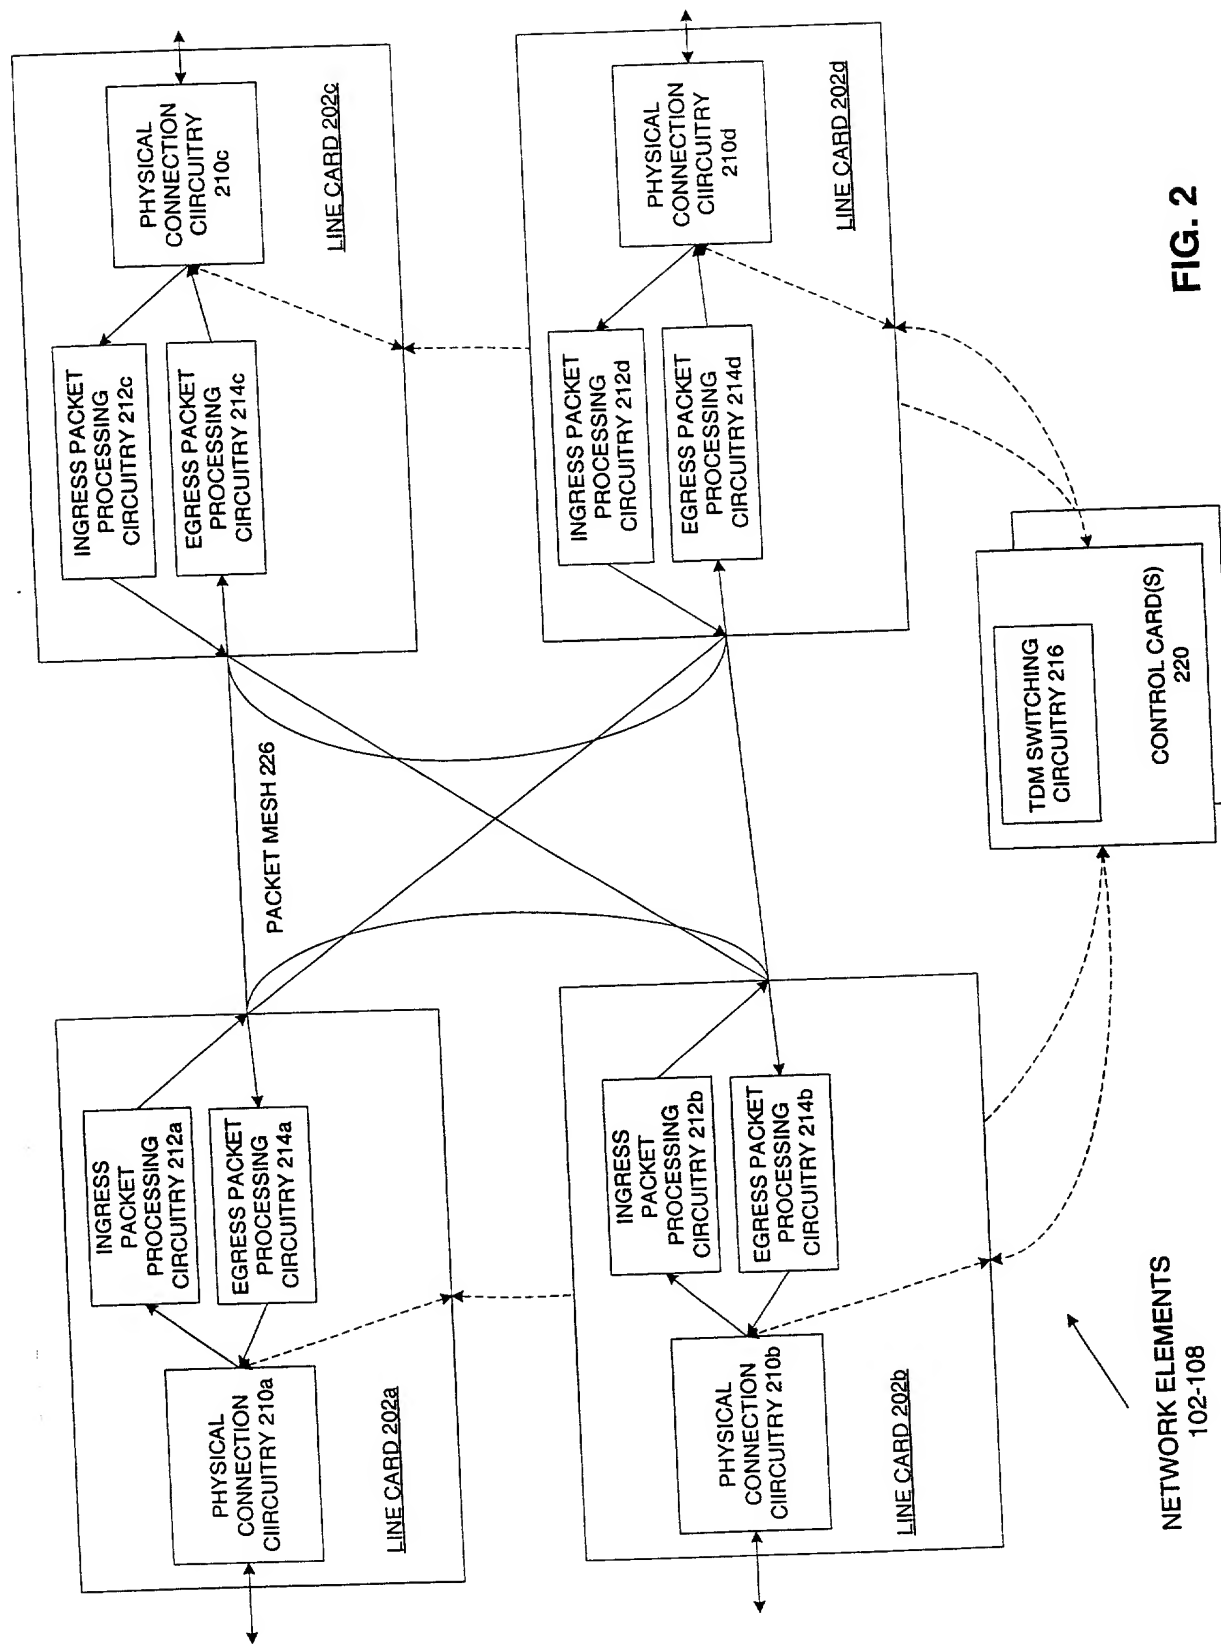 INGRESS
PACKET
PROCESSING
CIRCUITRY 212a
EGRESS PACKET
PROCESSING
CIRCUITRY 214a
PHYSICAL
CONNECTION
CIIRCUITRY 210a
LINE CARD 202a
PACKET MESH 226
INGRESS PACKET
PROCESSING
CIRCUITRY 212c
EGRESS PACKET
PROCESSING
CIRCUITRY 214c
PHYSICAL
CONNECTION
CIIRCUITRY
210c
LINE CARD 202c
INGRESS
PACKET
PROCESSING
CIRCUITRY 212b
EGRESS PACKET
PROCESSING
CIRCUITRY 214b
PHYSICAL
CONNECTION
CIIRCUITRY 210b
LINE CARD 202b
INGRESS PACKET
PROCESSING
CIRCUITRY 212d
EGRESS PACKET
PROCESSING
CIRCUITRY 214d
PHYSICAL
CONNECTION
CIIRCUITRY
210d
LINE CARD 202d
TDM SWITCHING
CIRCUITRY 216
CONTROL CARD(S)
220
NETWORK ELEMENTS
102-108
FIG. 2